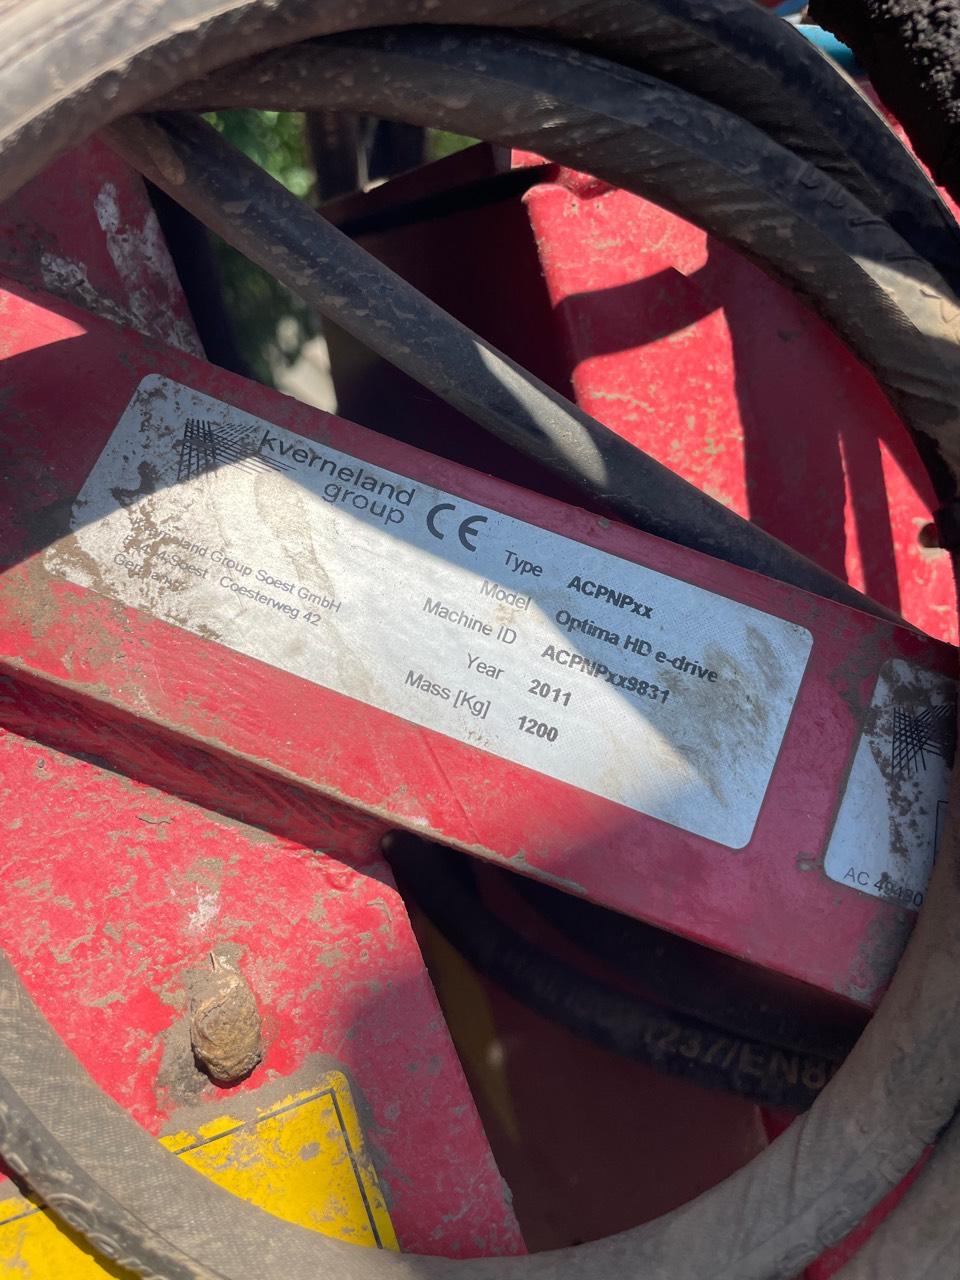 kverneland
group
CE
Kverneland Group Soest GmbH
Soest Coesterweg 42
Germany
Type ACPNPxx
Model Optima HD e-drive
Machine ID ACPNPxx9831
Year 2011
Mass [Kg] 1200
AC